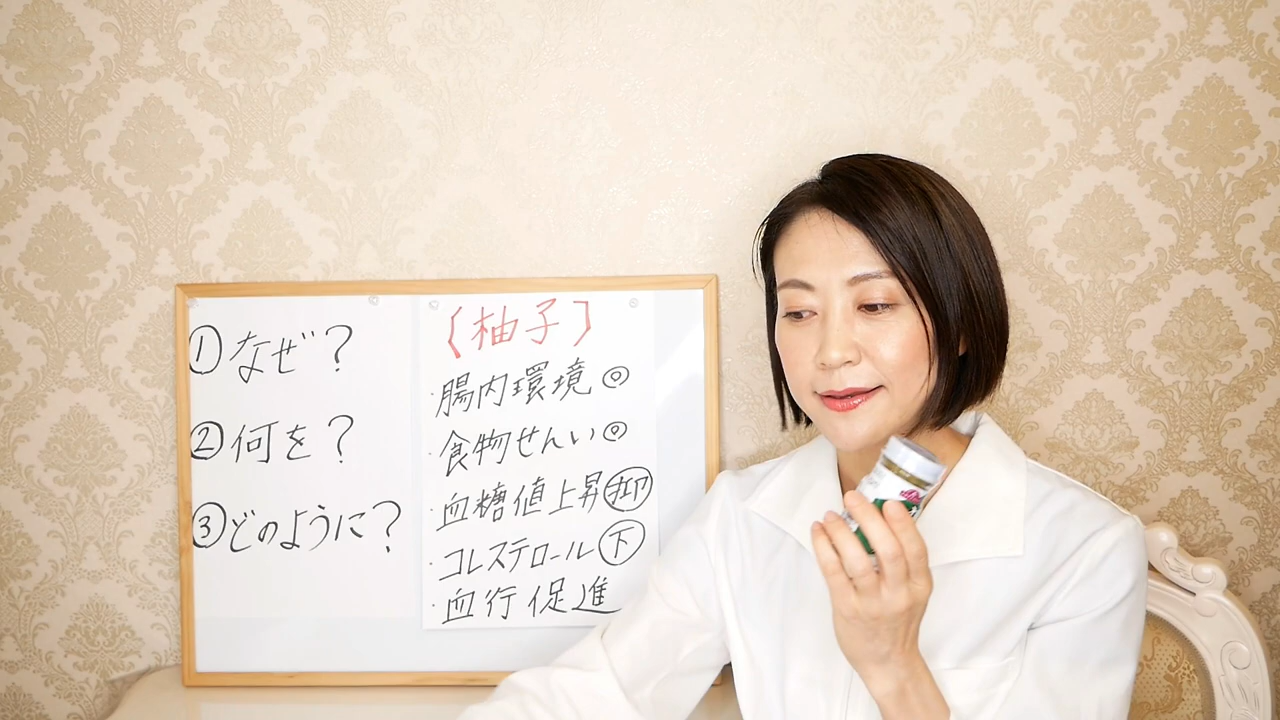 ①なぜ?
②何を?
③どのように?
〔柚子〕
・腸内環境◎
・食物せんい◎
・血糖値上昇㊥抑
・コレステロール㊦
・血行促進